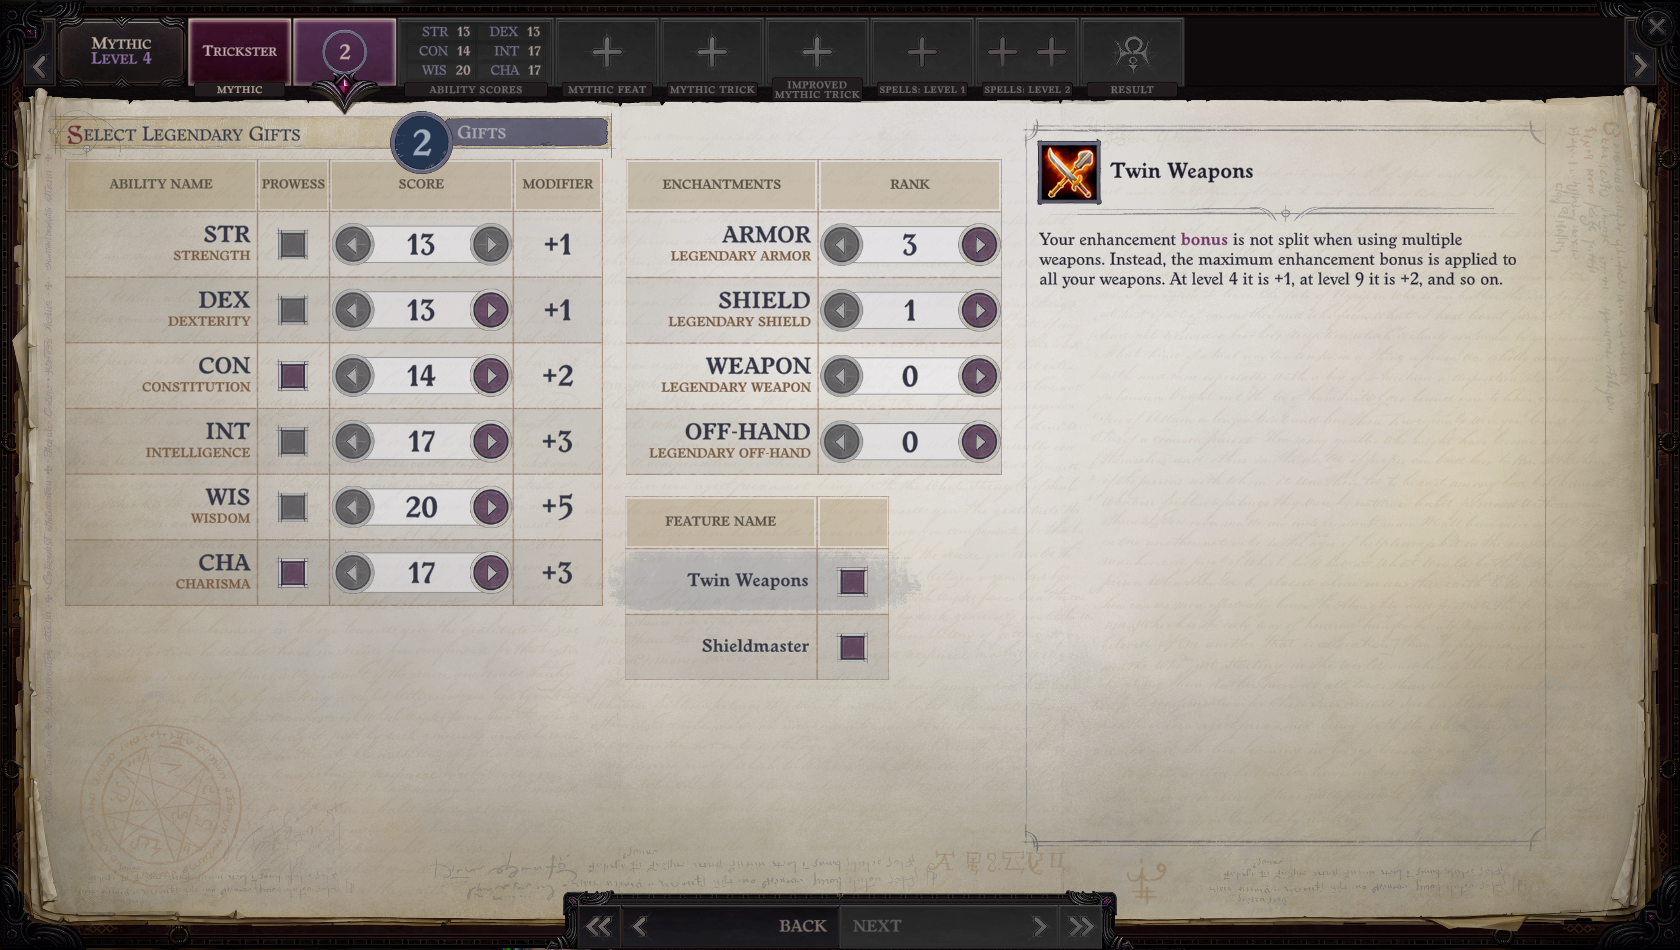 MYTHIC
LEVEL 4
TRICKSTER
MYTHIC
2
STR 13 DEX 13
CON 14 INT 17
WIS 20 CHA 17
ABILITY SCORES
MYTHIC FEAT
MYTHIC TRICK
IMPROVED
MYTHIC TRICK
SPELLS: LEVEL 1
SPELLS: LEVEL 2
RESULT
SELECT LEGENDARY GIFTS
2
GIFTS
ABILITY NAME PROWESS SCORE MODIFIER
STR
STRENGTH
13 +1
DEX
DEXTERITY
13 +1
CON
CONSTITUTION
14 +2
INT
INTELLIGENCE
17 +3
WIS
WISDOM
20 +5
CHA
CHARISMA
17 +3
ENCHANTMENTS RANK
ARMOR
LEGENDARY ARMOR
3
SHIELD
LEGENDARY SHIELD
1
WEAPON
LEGENDARY WEAPON
0
OFF-HAND
LEGENDARY OFF-HAND
0
FEATURE NAME
Twin Weapons
Shieldmaster
Twin Weapons
Your enhancement bonus is not split when using multiple
weapons. Instead, the maximum enhancement bonus is applied to
all your weapons. At level 4 it is +1, at level 9 it is +2, and so on.
BACK
NEXT